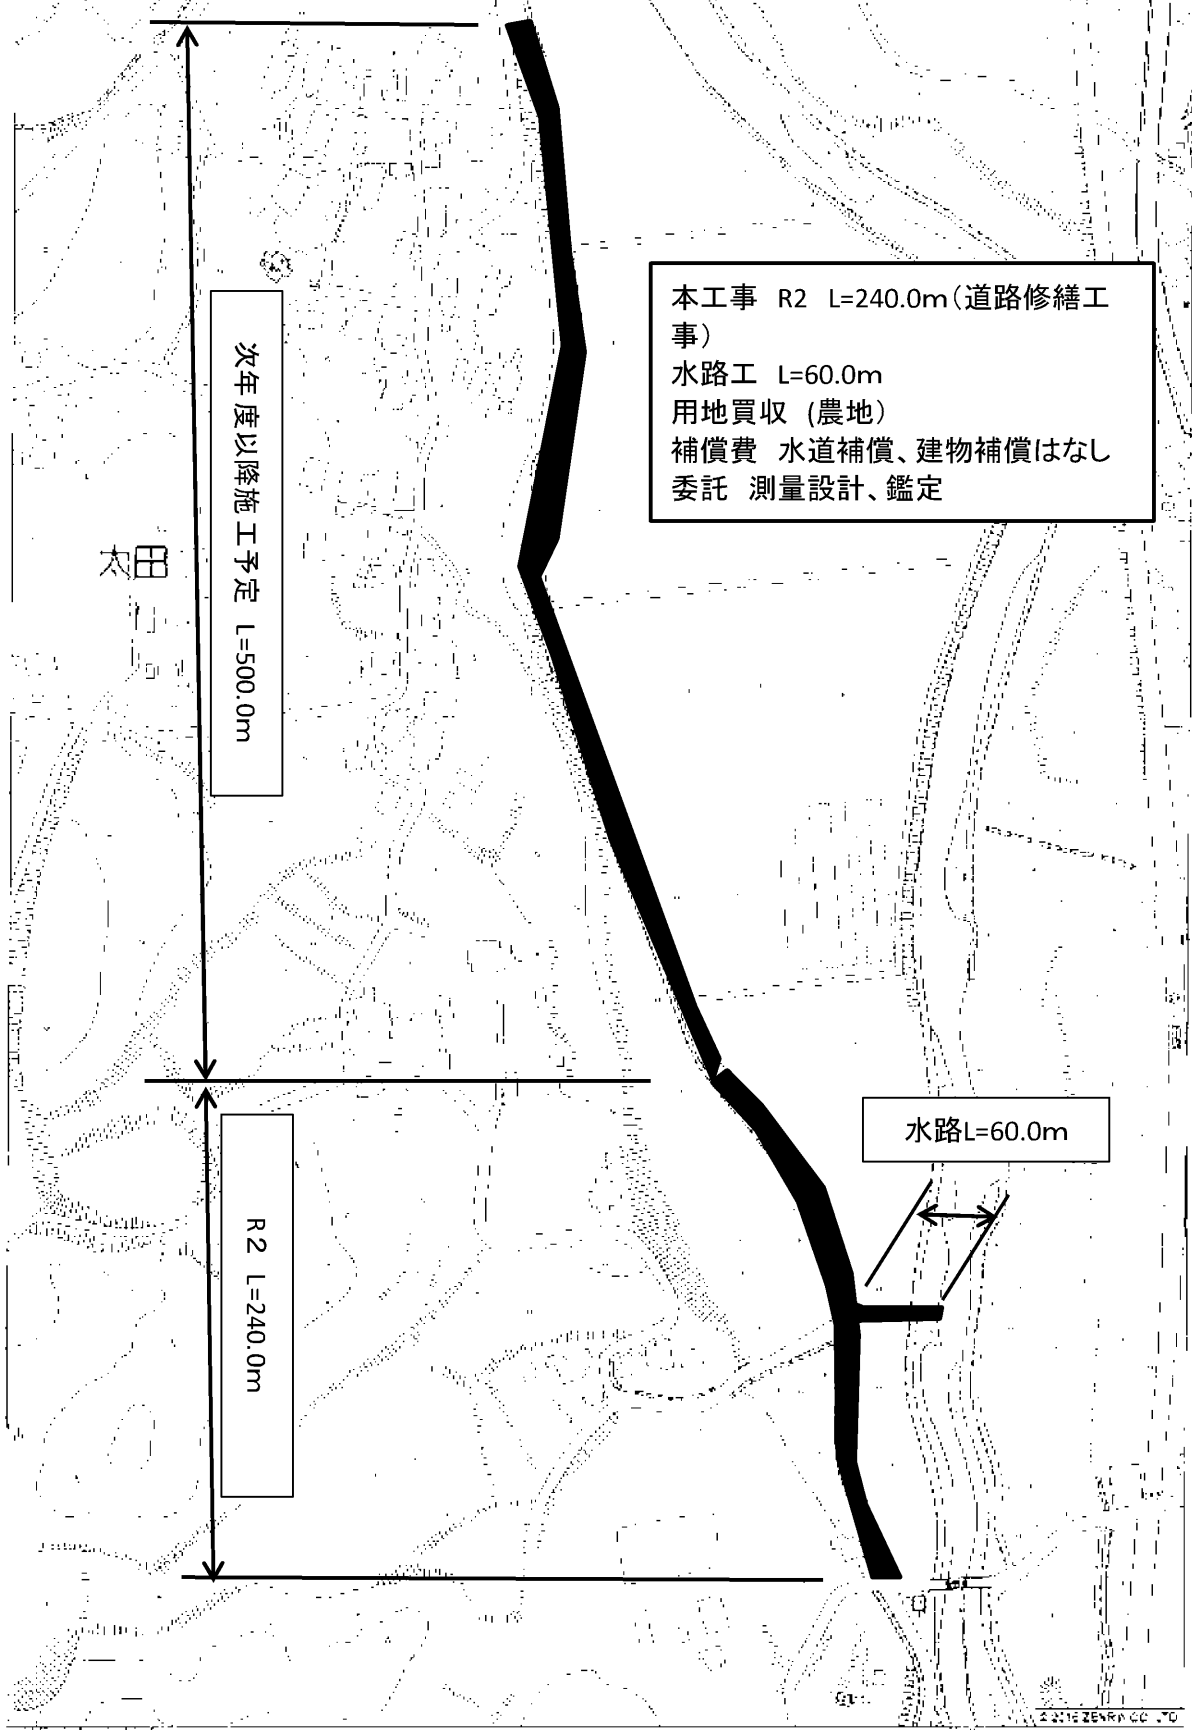 本工事　R2　L=240.0m（道路修繕工
事）
水路工　L=60.0m
用地買収　(農地）
補償費　水道補償、建物補償はなし
委託　測量設計、鑑定
次年度以降施工予定　L=500.0m
太田
水路L=60.0m
R2　L=240.0m